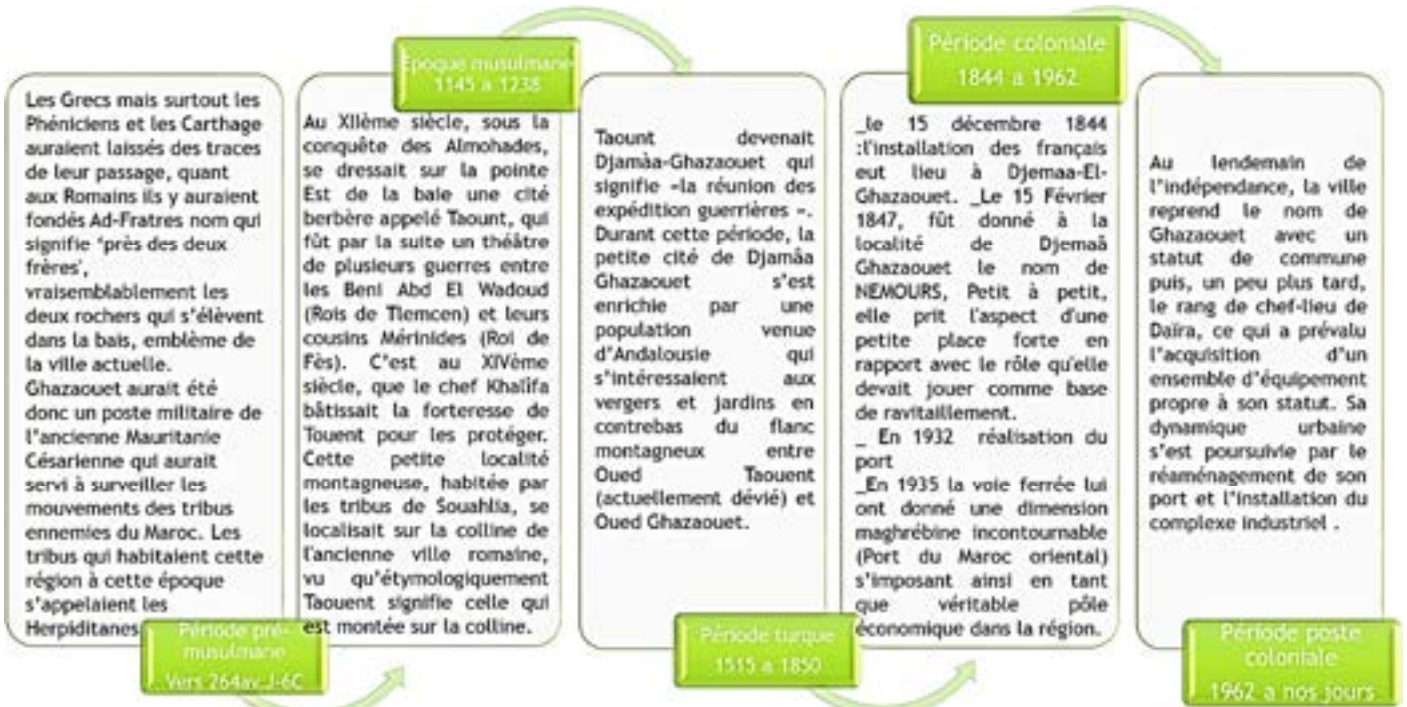 Les Grecs mais surtout les
Phéniciens et les Carthage
auraient laissés des traces
de leur passage, quant
aux Romains ils y auraient
fondés Ad-Fratres nom qui
signifie 'près des deux
frères',
vraisemblablement les
deux rochers qui s'élèvent
dans la bais, emblème de
la ville actuelle.
Ghazaouet aurait été
donc un poste militaire de
l'ancienne Mauritanie
Césarienne qui aurait
servi à surveiller les
mouvements des tribus
ennemies du Maroc. Les
tribus qui habitaient cette
région à cette époque
s'appelaient les
Herpiditanes
Période pré-
musulmane
Vers 264av.J-6C
Epoque musulmane
1145 a 1238
Au XIIème siècle, sous la
conquête des Almohades,
se dressait sur la pointe
Est de la baie une cité
berbère appelé Taount, qui
fût par la suite un théâtre
de plusieurs guerres entre
les Beni Abd El Wadoud
(Rois de Tlemcen) et leurs
cousins Mérinides (Roi de
Fès). C'est au XIVème
siècle, que le chef Khalifa
bâtissait la forteresse de
Touent pour les protéger.
Cette petite localité
montagneuse, habitée par
les tribus de Souahlia, se
localisait sur la colline de
l'ancienne ville romaine,
vu qu'étymologiquement
Taouent signifie celle qui
est montée sur la colline.
Taount devenait
Djamàa-Ghazaouet qui
signifie «la réunion des
expédition guerrières ».
Durant cette période, la
petite cité de Djamâa
Ghazaouet s'est
enrichie par une
population venue
d'Andalousie qui
s'intéressaient aux
vergers et jardins en
contrebas du flanc
montagneux entre
Oued Taouent
(actuellement dévié) et
Oued Ghazaouet.
Période turque
1515 a 1850
Période coloniale
1844 a 1962
_le 15 décembre 1844
:l'installation des français
eut lieu à Djemaa-El-
Ghazaouet. _Le 15 Février
1847, fût donné à la
localité de Djemaâ
Ghazaouet le nom de
NEMOURS, Petit à petit,
elle prit l'aspect d'une
petite place forte en
rapport avec le rôle qu'elle
devait jouer comme base
de ravitaillement.
_ En 1932 réalisation du
port
_En 1935 la voie ferrée lui
ont donné une dimension
maghrébine incontournable
(Port du Maroc oriental)
s'imposant ainsi en tant
que véritable pôle
économique dans la région.
Au lendemain de
l'indépendance, la ville
reprend le nom de
Ghazaouet avec un
statut de commune
puis, un peu plus tard,
le rang de chef-lieu de
Daïra, ce qui a prévalu
l'acquisition d'un
ensemble d'équipement
propre à son statut. Sa
dynamique urbaine
s'est poursuivie par le
réaménagement de son
port et l'installation du
complexe industriel .
Période poste
coloniale
1962 a nos jours